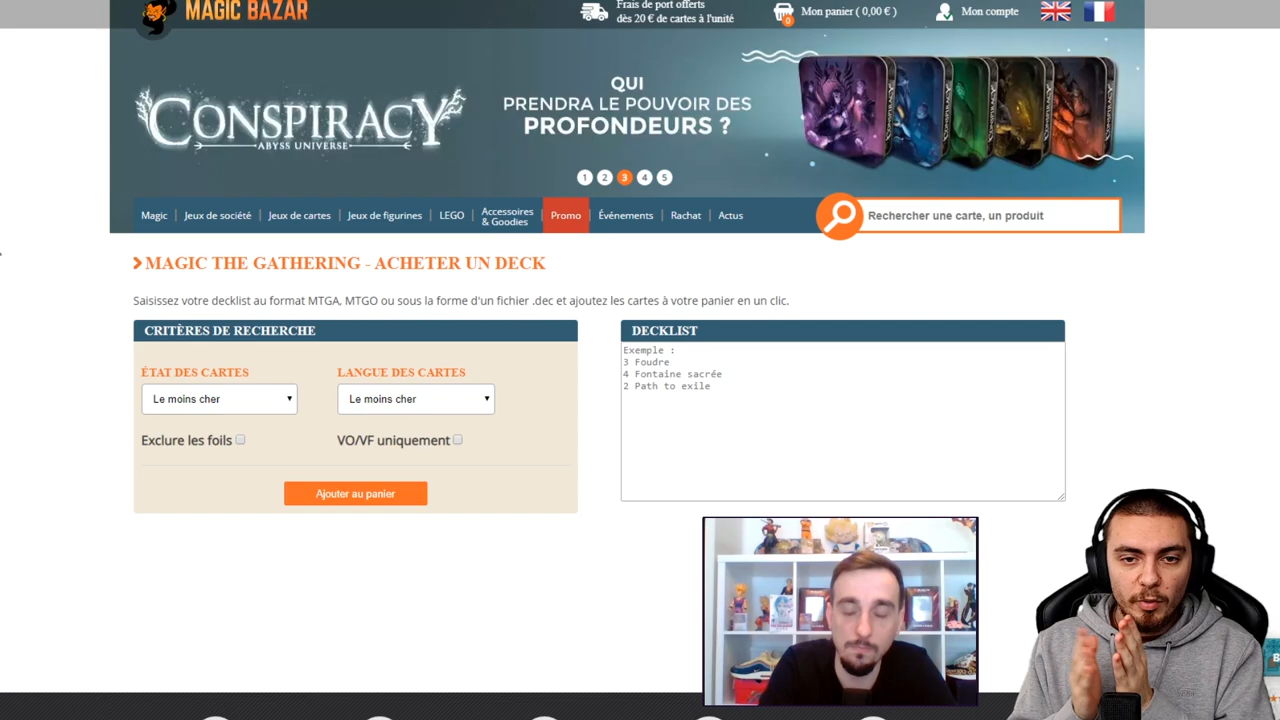 MAGIC BAZAR
Frais de port offerts
dès 20 € de cartes à l'unité
0
Mon panier ( 0,00 € )
Mon compte
CONSPIRACY
ABYSS UNIVERSE
QUI
PRENDRA LE POUVOIR DES
PROFONDEURS ?
1 2 3 4 5
Magic | Jeux de société | Jeux de cartes | Jeux de figurines | LEGO | Accessoires
& Goodies | Promo | Événements | Rachat | Actus
Rechercher une carte, un produit
MAGIC THE GATHERING - ACHETER UN DECK
Saisissez votre decklist au format MTGA, MTGO ou sous la forme d'un fichier .dec et ajoutez les cartes à votre panier en un clic.
CRITÈRES DE RECHERCHE
ÉTAT DES CARTES
LANGUE DES CARTES
Le moins cher
Le moins cher
Exclure les foils
VO/VF uniquement
Ajouter au panier
DECKLIST
Exemple :
3 Foudre
4 Fontaine sacrée
2 Path to exile